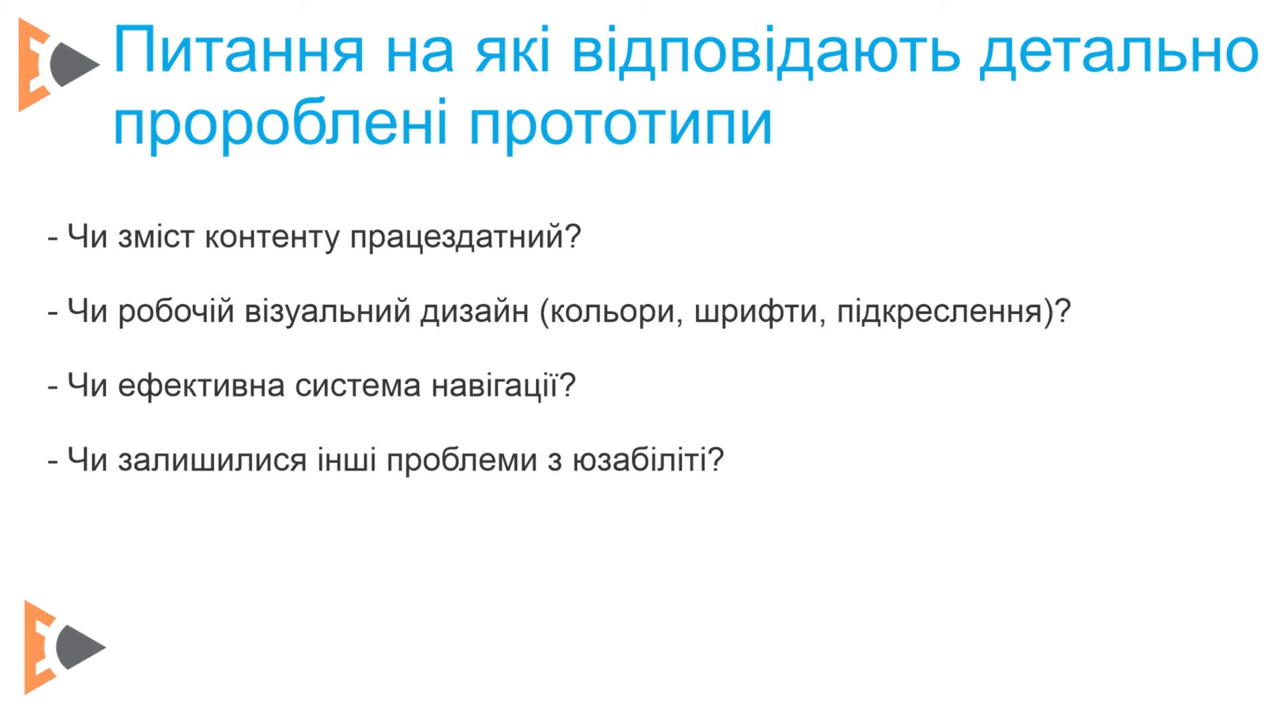 Питання на які відповідають детально
пророблені прототипи
- Чи зміст контенту працездатний?
- Чи робочій візуальний дизайн (кольори, шрифти, підкреслення)?
- Чи ефективна система навігації?
- Чи залишилися інші проблеми з юзабіліті?